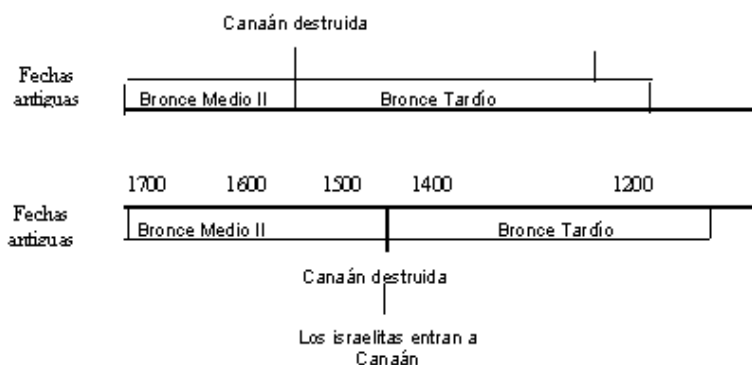 Canaán destruida
Fechas
antiguas
Bronce Medio II
Bronce Tardío
1700 1600 1500 1400 1200
Fechas
antiguas
Bronce Medio II
Bronce Tardío
Canaán destruida
Los israelitas entran a
Canaán